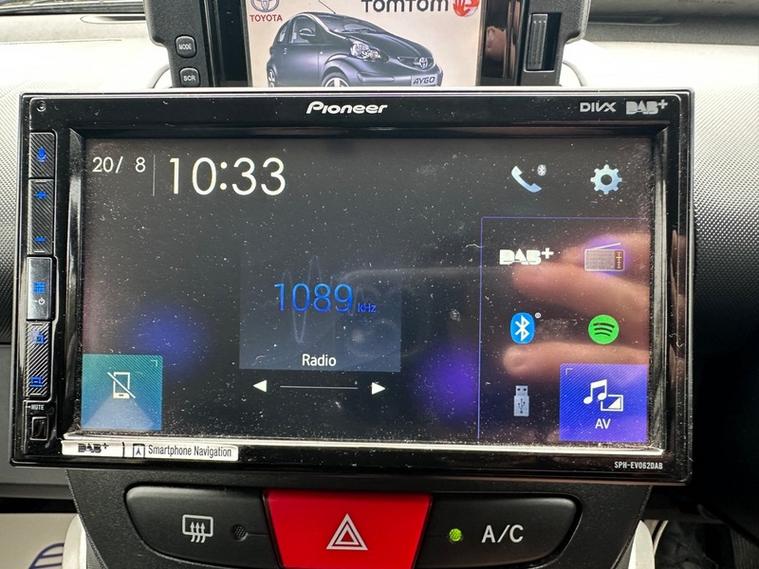 TOYOTA
TOMTOM
MODE
SCR
AYGO
Pioneer
DIVX DAB+
20/ 8 10:33
DAB+
1089 kHz
Radio
AV
MUTE
DAB+ Smartphone Navigation
SPH-EVO62DAB
A/C